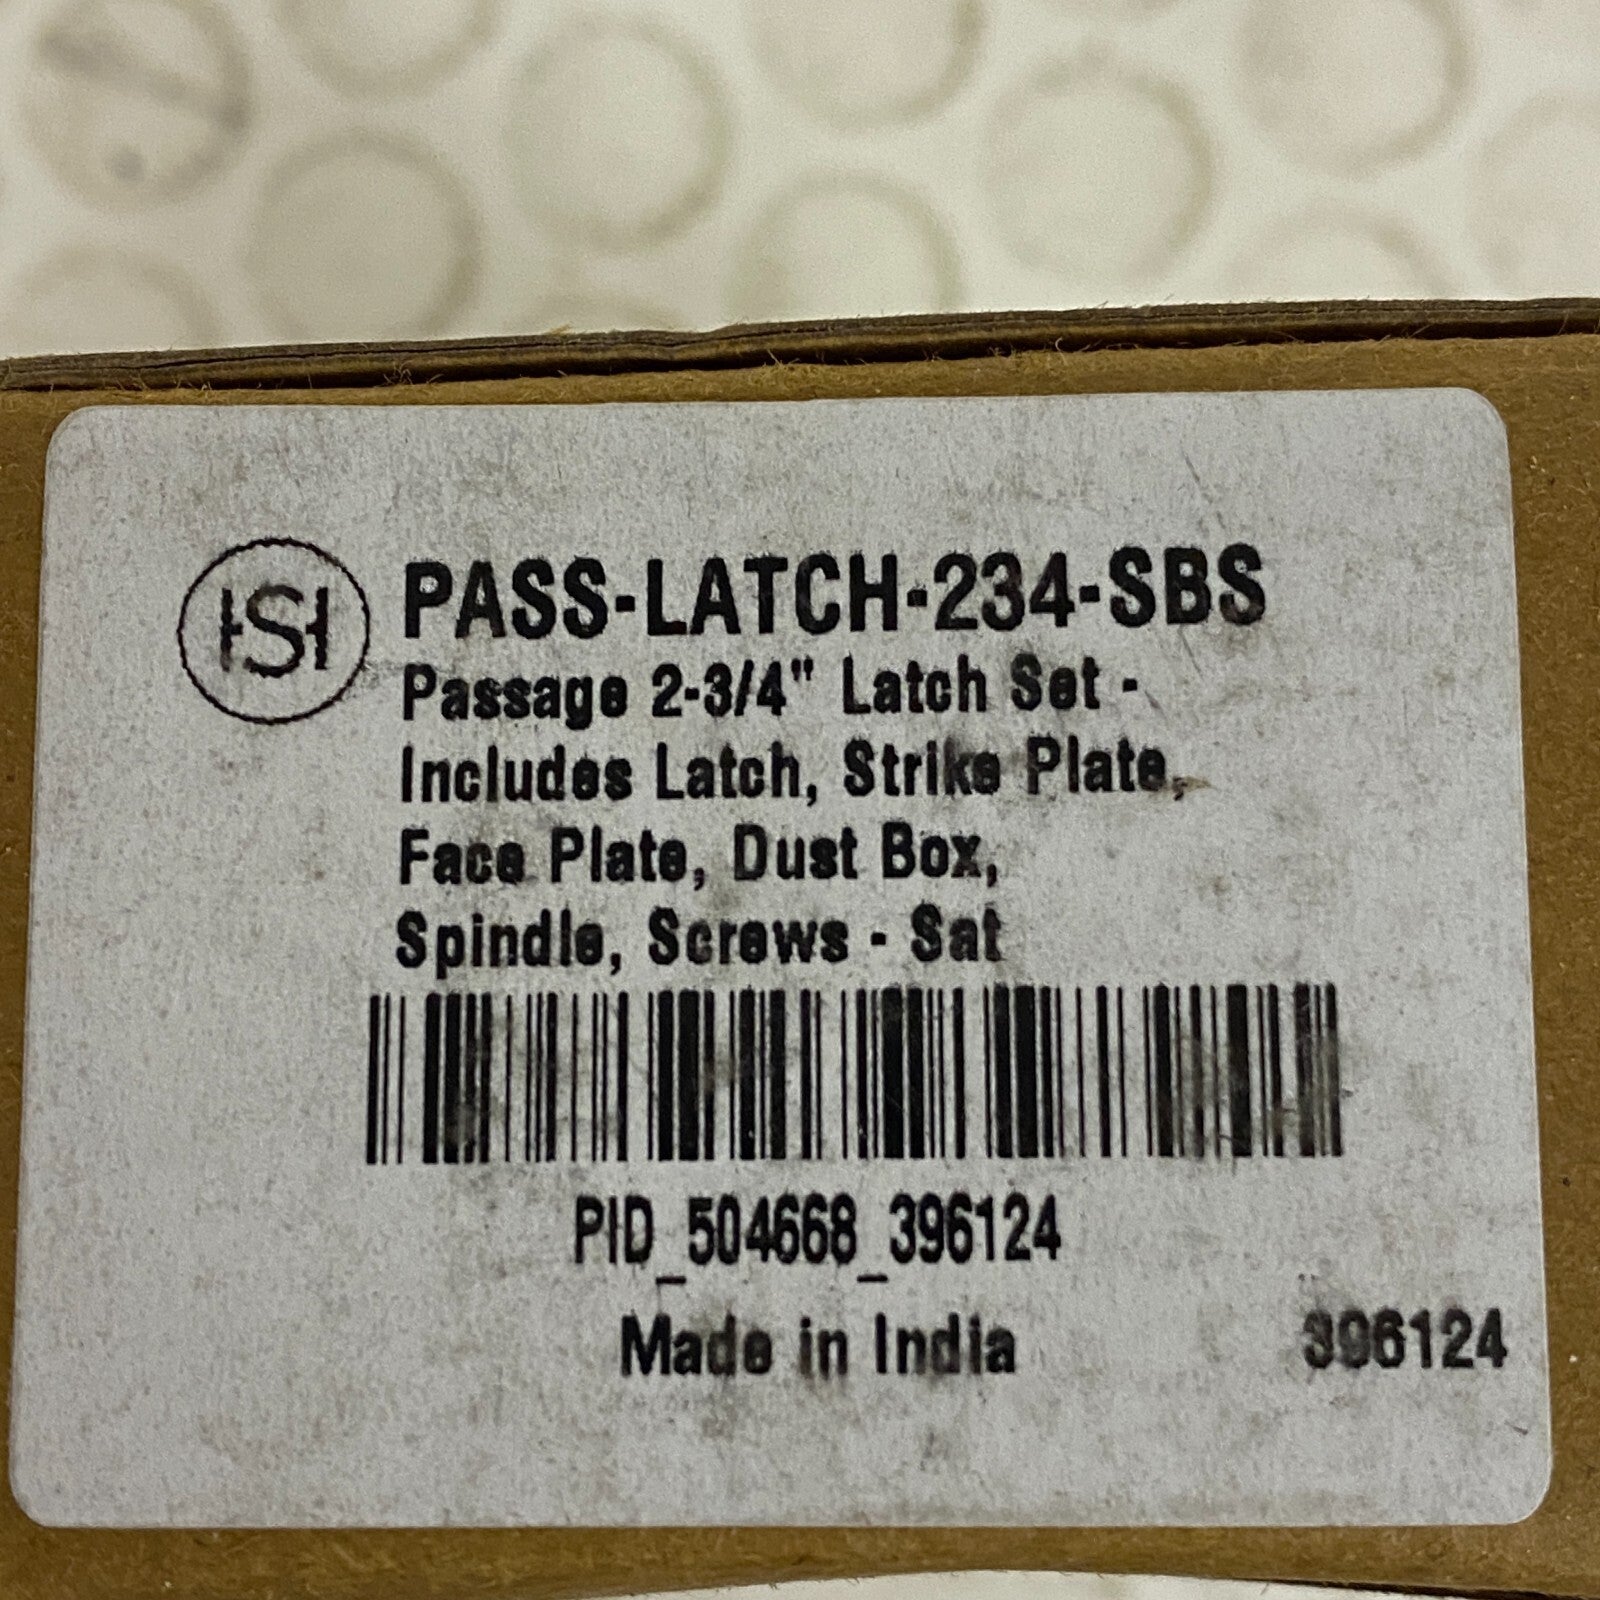 HSH
PASS-LATCH-234-SBS
Passage 2-3/4" Latch Set -
Includes Latch, Strike Plate,
Face Plate, Dust Box,
Spindle, Screws - Sat
PID_504668_396124
Made in India
396124